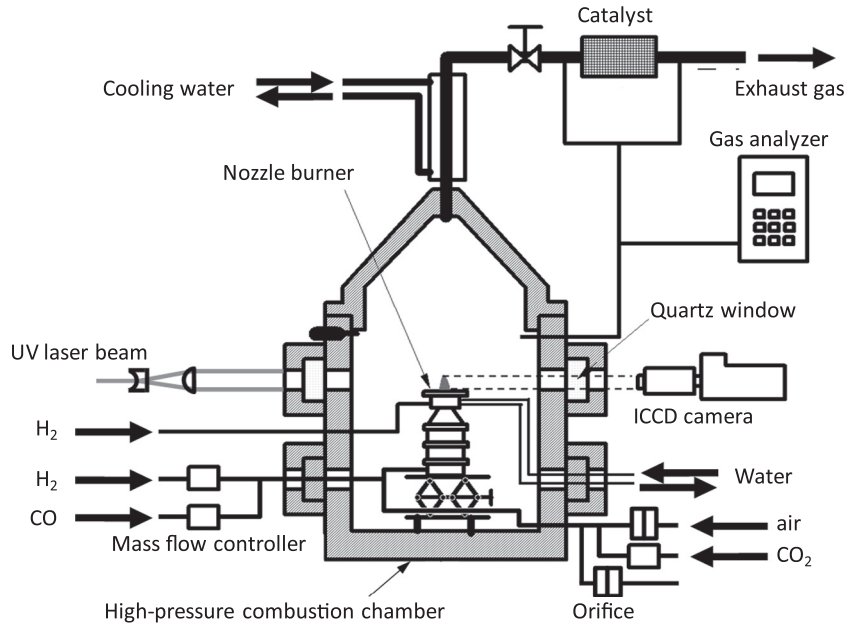 Catalyst
Cooling water
Exhaust gas
Gas analyzer
Nozzle burner
Quartz window
UV laser beam
ICCD camera
H₂
H₂
Water
CO
air
Mass flow controller
CO₂
High-pressure combustion chamber
Orifice